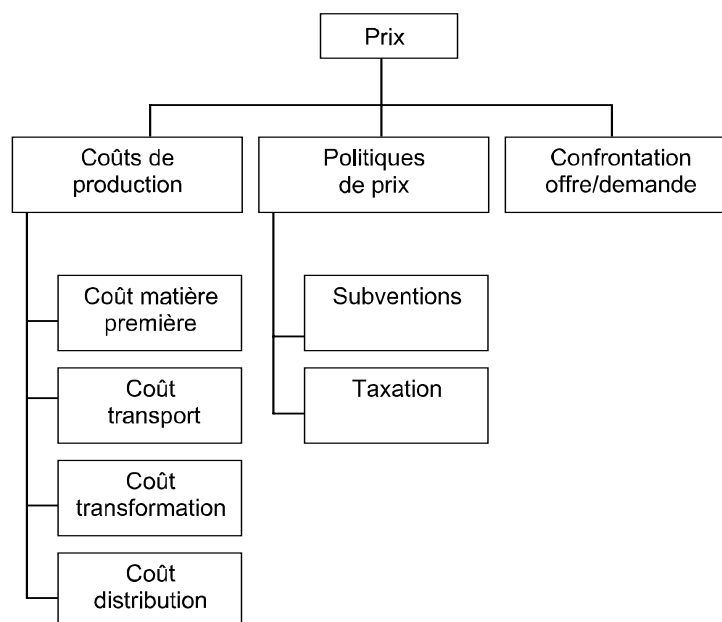 Prix
Coûts de
production
Politiques
de prix
Confrontation
offre/demande
Coût matière
première
Subventions
Coût
transport
Taxation
Coût
transformation
Coût
distribution